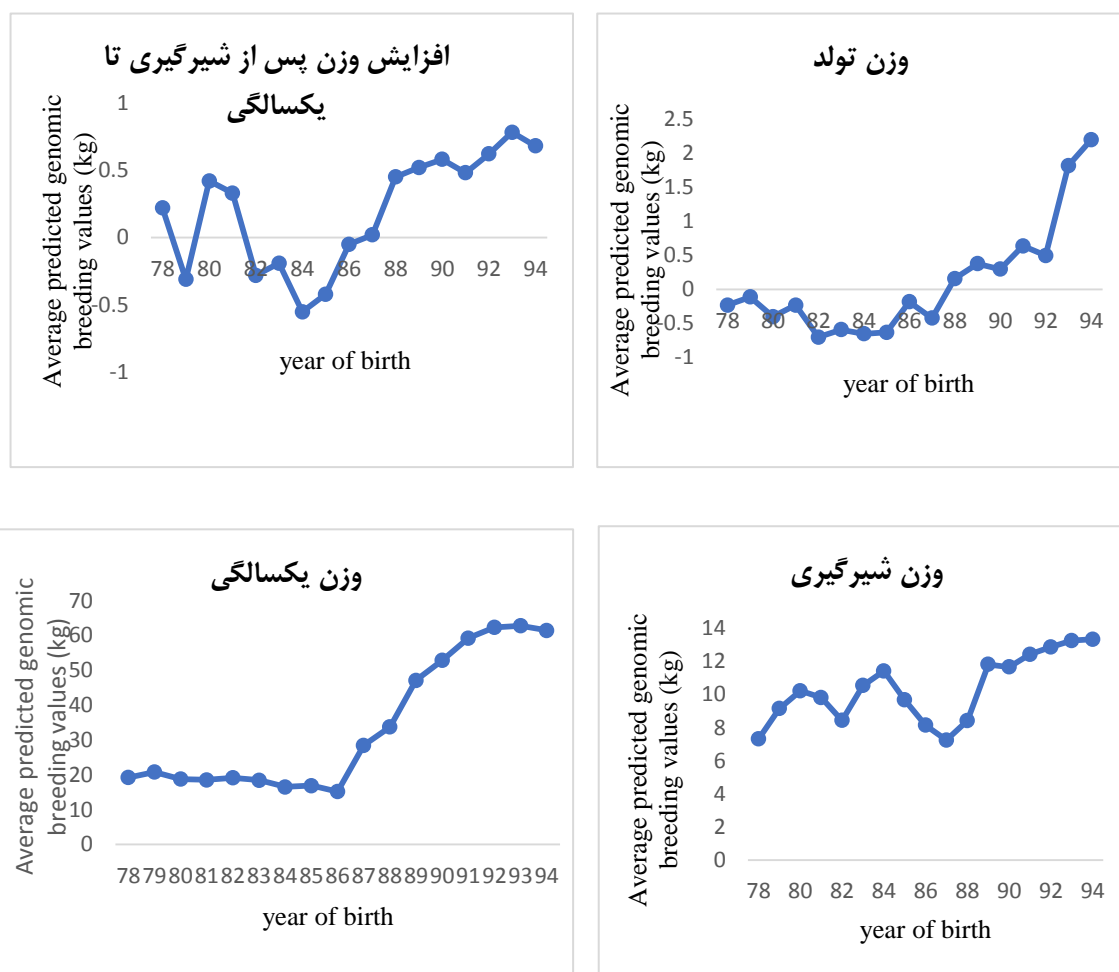 افزایش وزن پس از شیرگیری تا
یکسالگی
Average predicted genomic
breeding values (kg)
1
0.5
0
-0.5
-1
78 80 82 84 86 88 90 92 94
year of birth
وزن تولد
Average predicted genomic
breeding values (kg)
2.5
2
1.5
1
0.5
0
-0.5
-1
78 80 82 84 86 88 90 92 94
year of birth
وزن یکسالگی
Average predicted genomic
breeding values (kg)
70
60
50
40
30
20
10
0
78 79 80 81 82 83 84 85 86 87 88 89 90 91 92 93 94
year of birth
وزن شیرگیری
Average predicted genomic
breeding values (kg)
14
12
10
8
6
4
2
0
78 80 82 84 86 88 90 92 94
year of birth